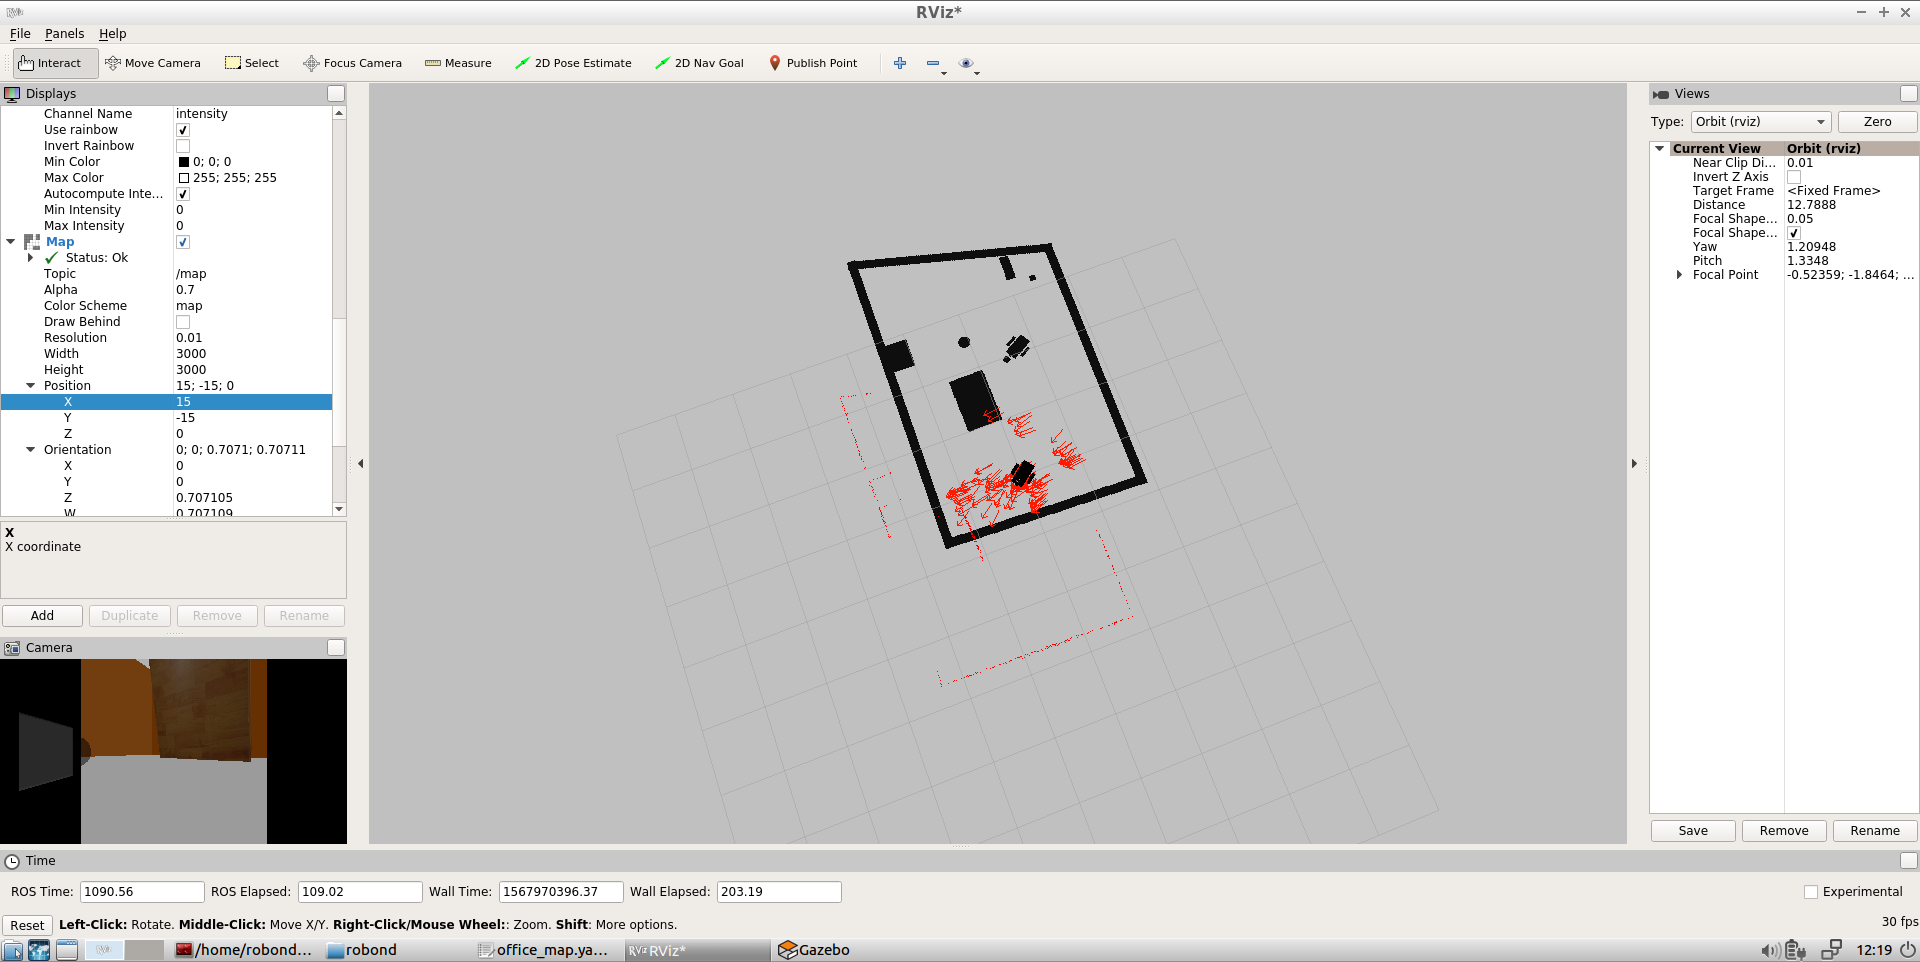 RViz*
File Panels Help
Interact Move Camera Select Focus Camera Measure 2D Pose Estimate 2D Nav Goal Publish Point
Displays
Channel Name intensity
Use rainbow
Invert Rainbow
Min Color 0; 0; 0
Max Color 255; 255; 255
Autocompute Inte...
Min Intensity 0
Max Intensity 0
Map
Status: Ok
Topic /map
Alpha 0.7
Color Scheme map
Draw Behind
Resolution 0.01
Width 3000
Height 3000
Position 15; -15; 0
X 15
Y -15
Z 0
Orientation 0; 0; 0.7071; 0.70711
X 0
Y 0
Z 0.707105
W 0.707109
X
X coordinate
Add Duplicate Remove Rename
Camera
Views
Type: Orbit (rviz) Zero
Current View Orbit (rviz)
Near Clip Di... 0.01
Invert Z Axis
Target Frame <Fixed Frame>
Distance 12.7888
Focal Shape... 0.05
Focal Shape...
Yaw 1.20948
Pitch 1.3348
Focal Point -0.52359; -1.8464; ...
Save Remove Rename
Time
ROS Time: 1090.56 ROS Elapsed: 109.02 Wall Time: 1567970396.37 Wall Elapsed: 203.19 Experimental
Reset Left-Click: Rotate. Middle-Click: Move X/Y. Right-Click/Mouse Wheel:: Zoom. Shift: More options. 30 fps
/home/robond... robond office_map.ya... RViz RViz* Gazebo 12:19